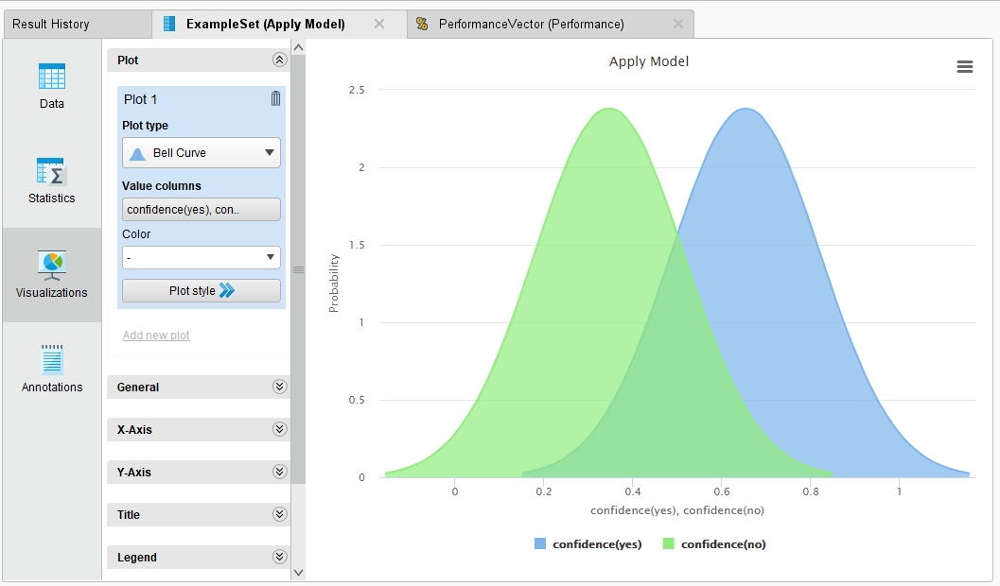 Result History
ExampleSet (Apply Model)
PerformanceVector (Performance)
Data
Statistics
Visualizations
Annotations
Plot
Plot 1
Plot type
Bell Curve
Value columns
confidence(yes), con..
Color
-
Plot style
Add new plot
General
X-Axis
Y-Axis
Title
Legend
Apply Model
Probability
2.5
2
1.5
1
0.5
0
0 0.2 0.4 0.6 0.8 1
confidence(yes), confidence(no)
confidence(yes) confidence(no)